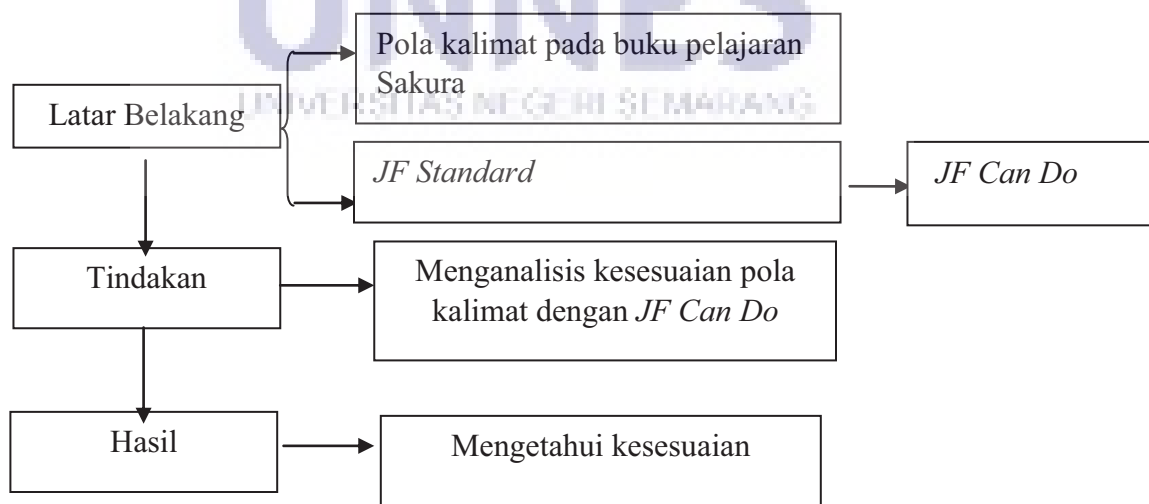 UNNES
Pola kalimat pada buku pelajaran
Sakura
UNIVERSITAS NEGERI SEMARANG
Latar Belakang
JF Standard
JF Can Do
Tindakan
Menganalisis kesesuaian pola
kalimat dengan JF Can Do
Hasil
Mengetahui kesesuaian